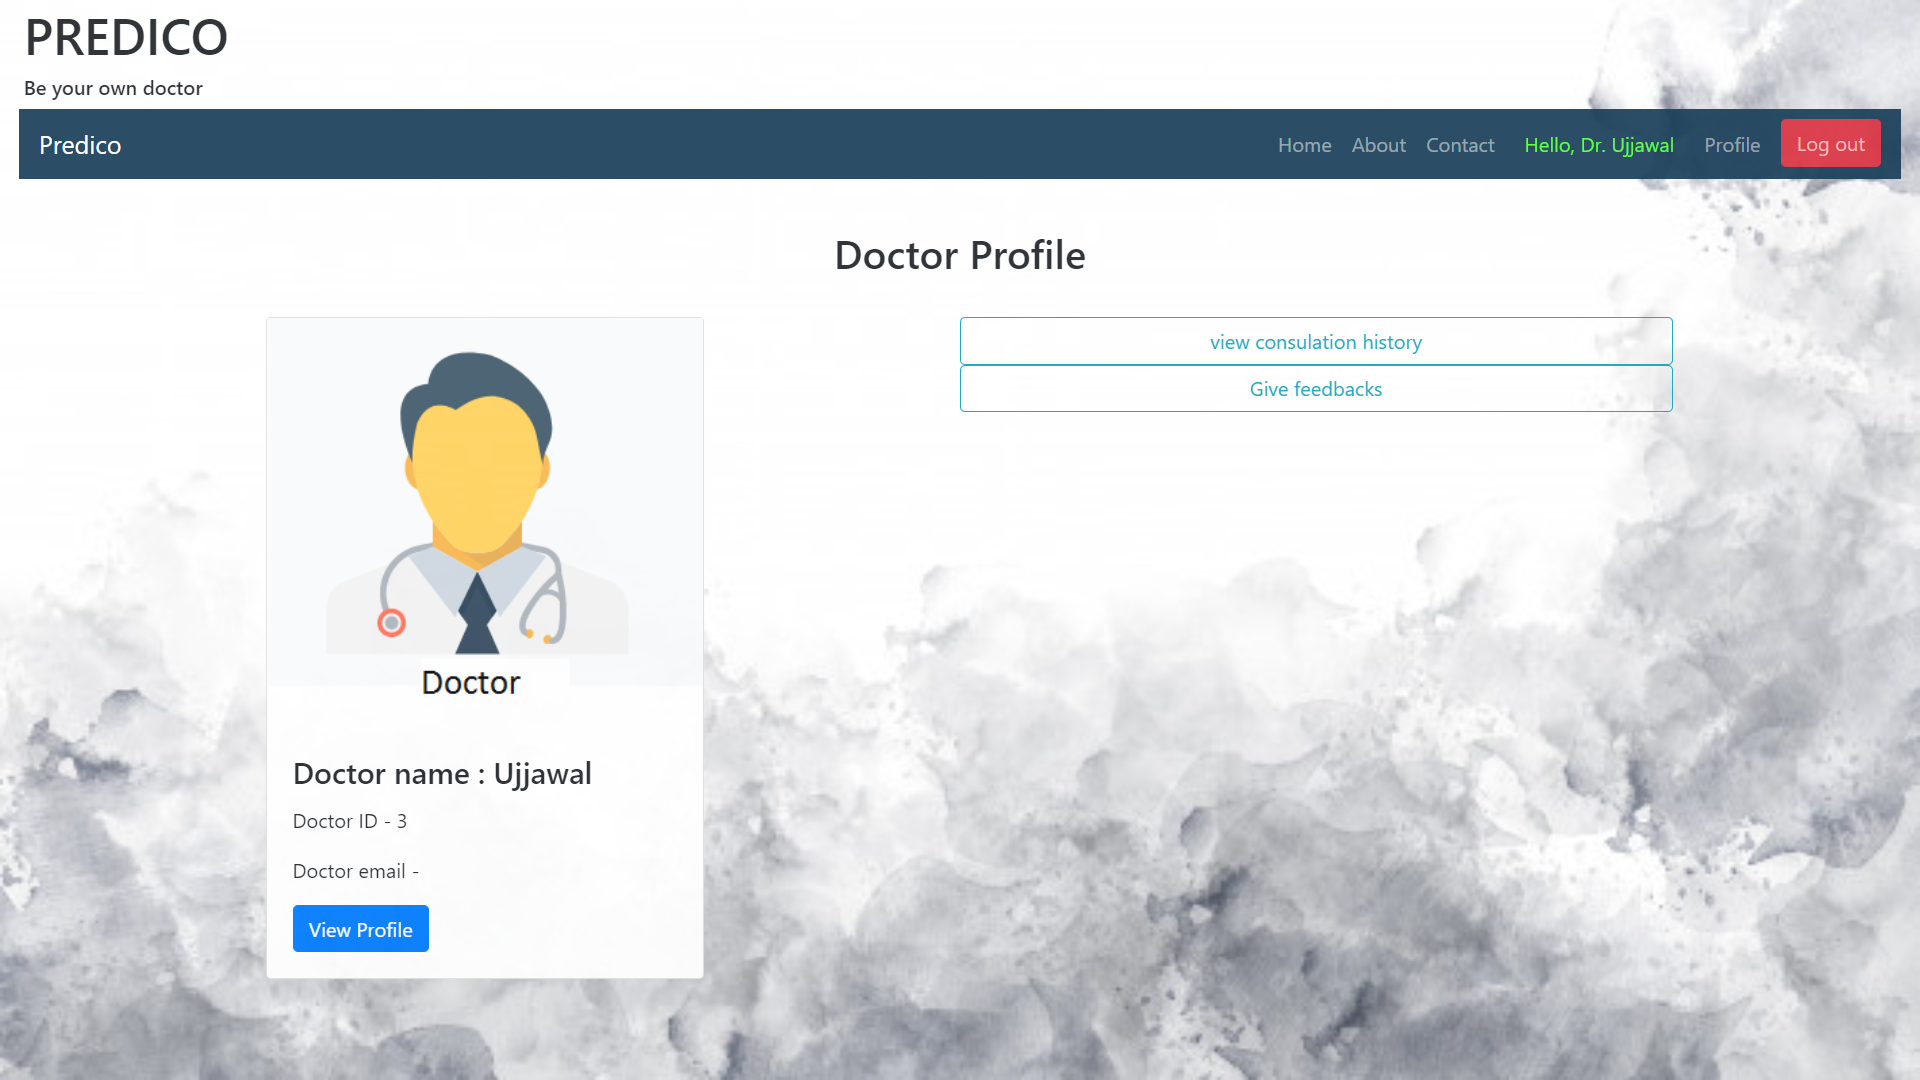 PREDICO
Be your own doctor
Predico
Home About Contact Hello, Dr. Ujjawal Profile Log out
Doctor Profile
view consulation history
Give feedbacks
Doctor
Doctor name : Ujjawal
Doctor ID - 3
Doctor email -
View Profile